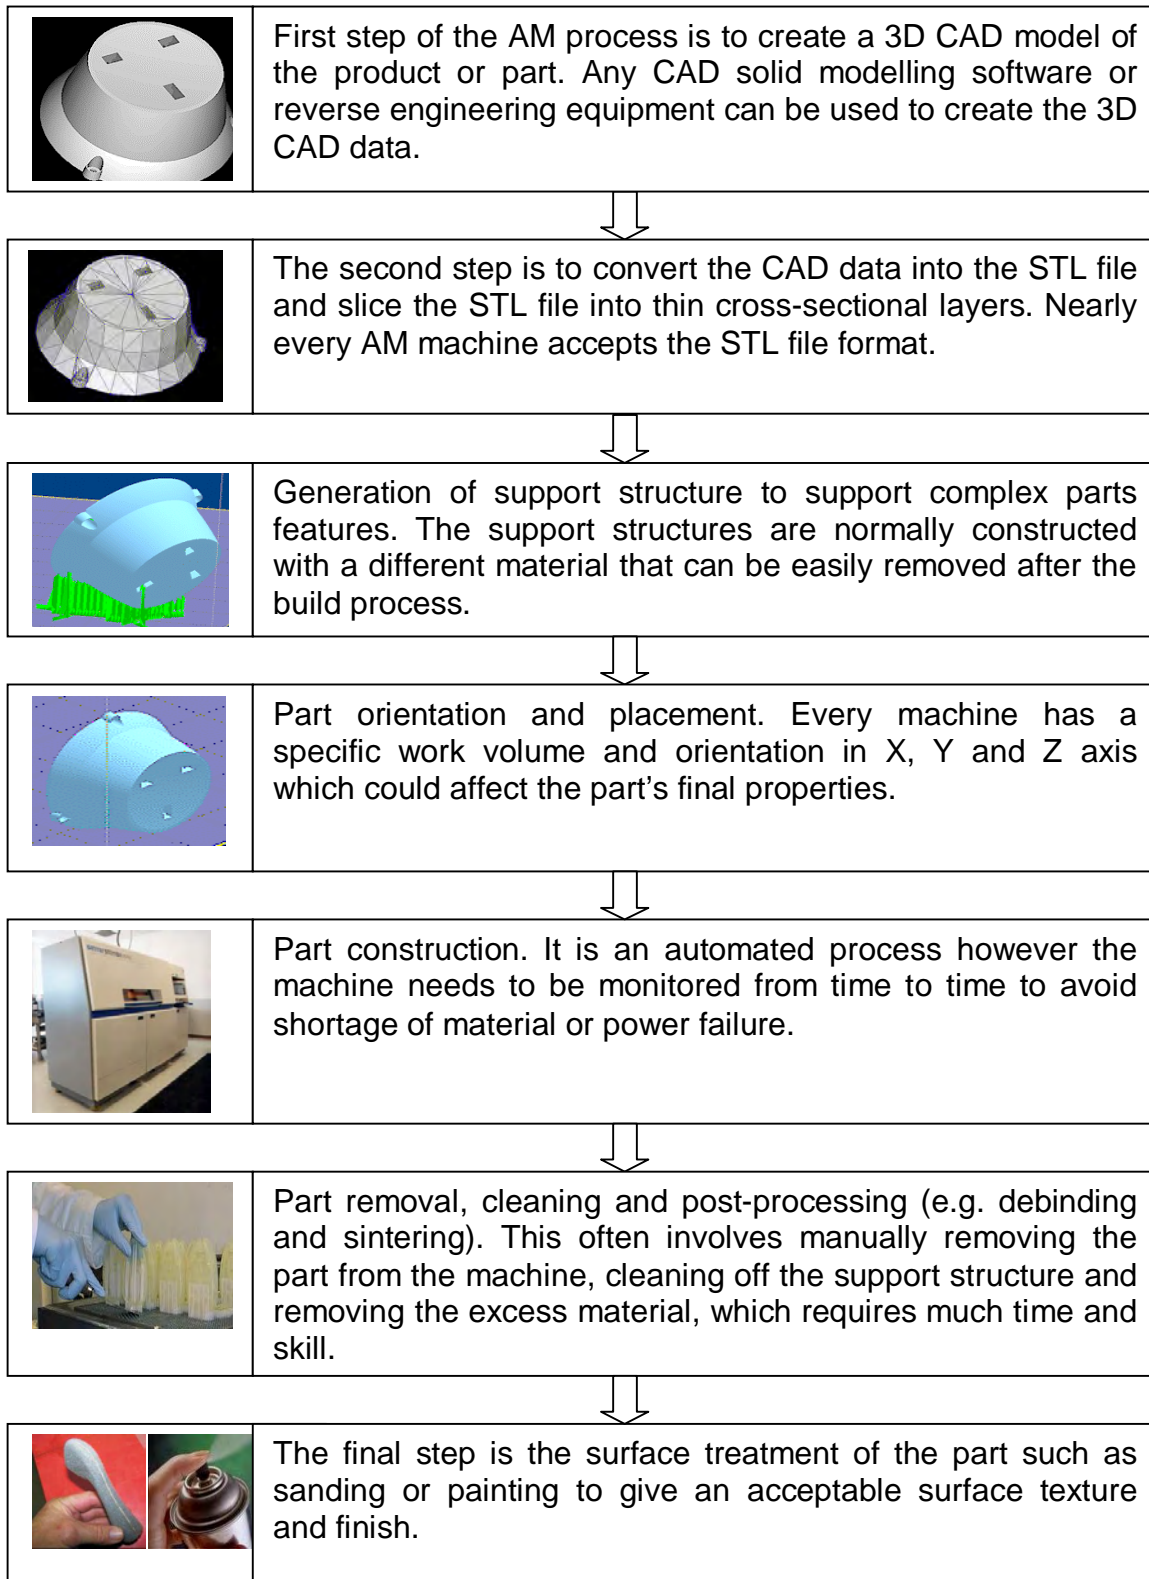 First step of the AM process is to create a 3D CAD model of
the product or part. Any CAD solid modelling software or
reverse engineering equipment can be used to create the 3D
CAD data.
The second step is to convert the CAD data into the STL file
and slice the STL file into thin cross-sectional layers. Nearly
every AM machine accepts the STL file format.
Generation of support structure to support complex parts
features. The support structures are normally constructed
with a different material that can be easily removed after the
build process.
Part orientation and placement. Every machine has a
specific work volume and orientation in X, Y and Z axis
which could affect the part’s final properties.
Part construction. It is an automated process however the
machine needs to be monitored from time to time to avoid
shortage of material or power failure.
Part removal, cleaning and post-processing (e.g. debinding
and sintering). This often involves manually removing the
part from the machine, cleaning off the support structure and
removing the excess material, which requires much time and
skill.
The final step is the surface treatment of the part such as
sanding or painting to give an acceptable surface texture
and finish.